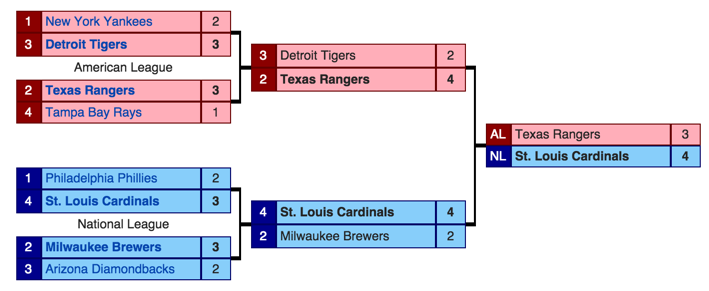 1 New York Yankees 2
3 Detroit Tigers 3
American League
2 Texas Rangers 3
4 Tampa Bay Rays 1
1 Philadelphia Phillies 2
4 St. Louis Cardinals 3
National League
2 Milwaukee Brewers 3
3 Arizona Diamondbacks 2
3 Detroit Tigers 2
2 Texas Rangers 4
4 St. Louis Cardinals 4
2 Milwaukee Brewers 2
AL Texas Rangers 3
NL St. Louis Cardinals 4